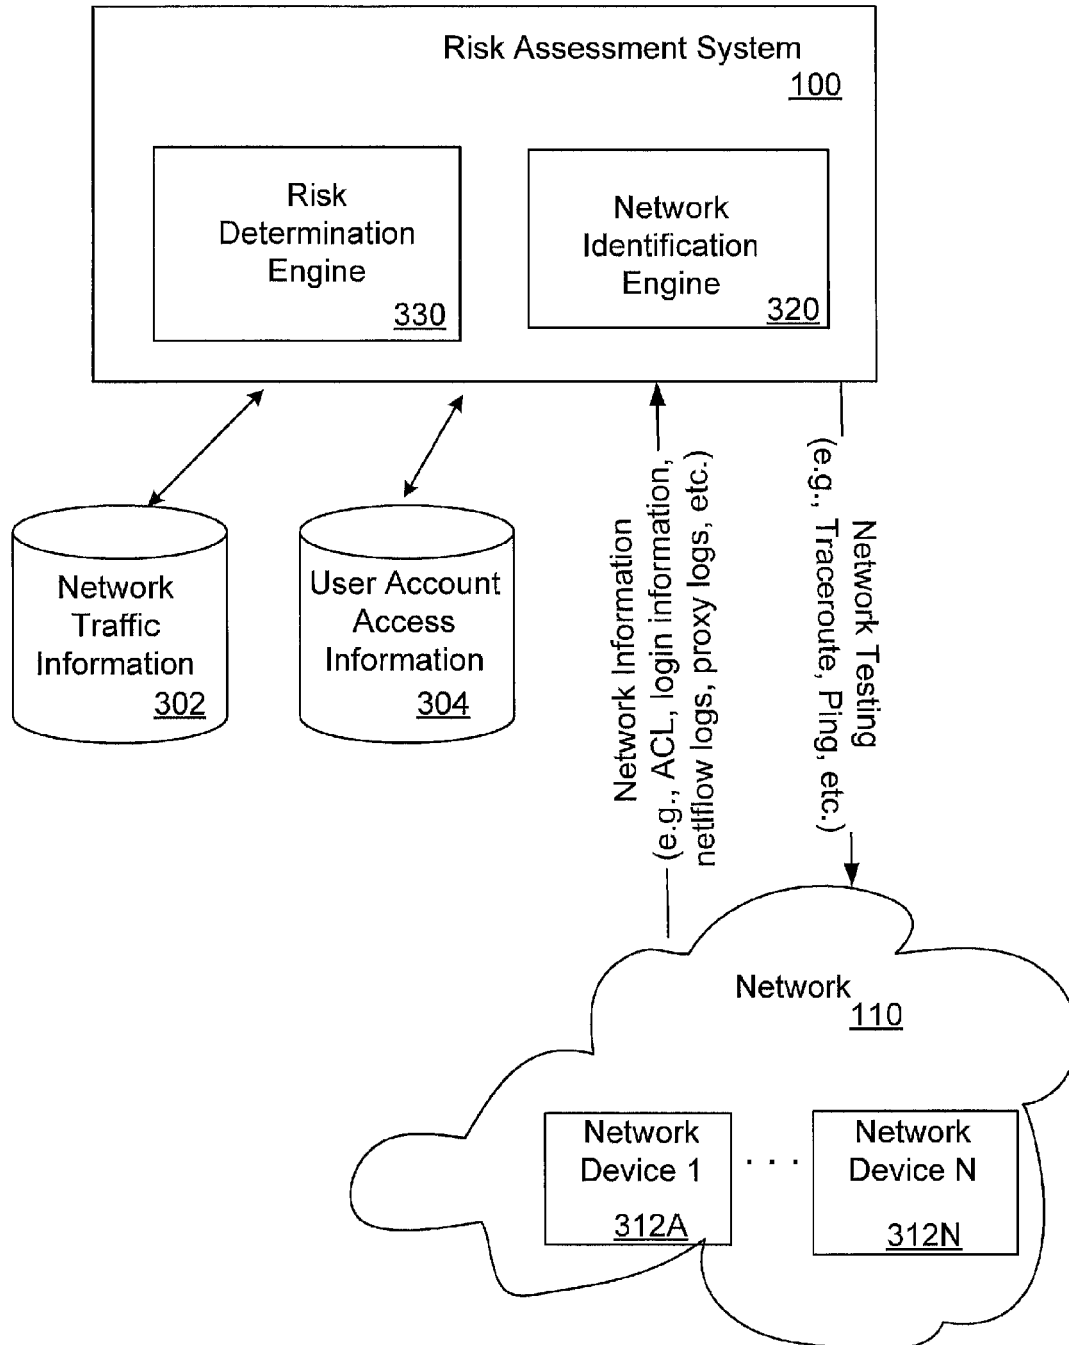 Risk Assessment System
100
Risk
Determination
Engine
330
Network
Identification
Engine
320
Network
Traffic
Information
302
User Account
Access
Information
304
Network Information
(e.g., ACL, login information,
netlflow logs, proxy logs, etc.)
Network Testing
(e.g., Traceroute, Ping, etc.)
Network
110
Network
Device 1
312A
. . .
Network
Device N
312N